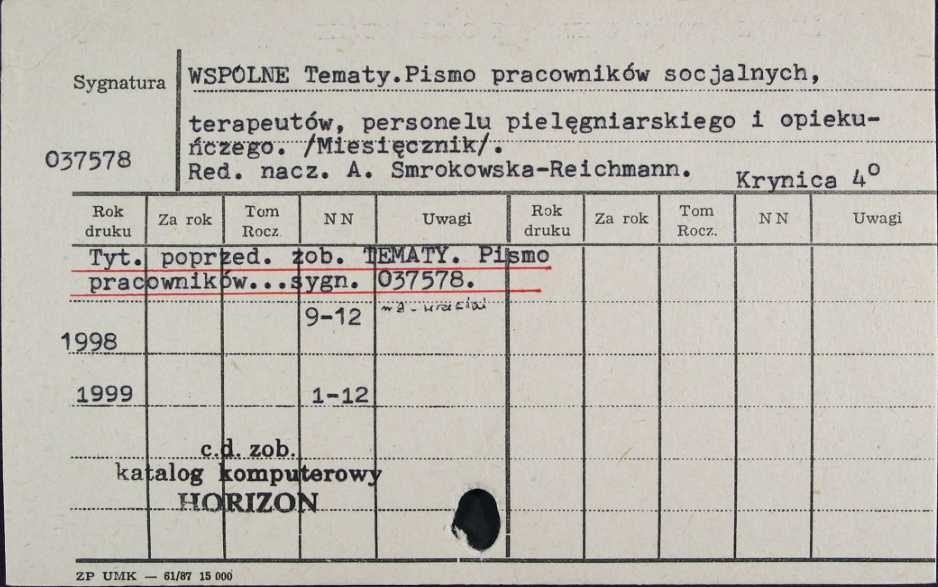 Sygnatura
037578
WSPÓLNE Tematy.Pismo pracowników socjalnych,
terapeutów, personelu pielęgniarskiego i opieku-
ńczego. /Miesięcznik/.
Red. nacz. A. Smrokowska-Reichmann.
Krynica 4⁰
Rok druku Za rok Tom Rocz. N N Uwagi Rok druku Za rok Tom Rocz. N N Uwagi
Tyt. poprzed. zob. TEMATY. Pismo
pracowników...sygn. 037578.
1998 9-12
1999 1-12
c.d. zob.
katalog komputerowy
HORIZON
ZP UMK — 61/87 15 000